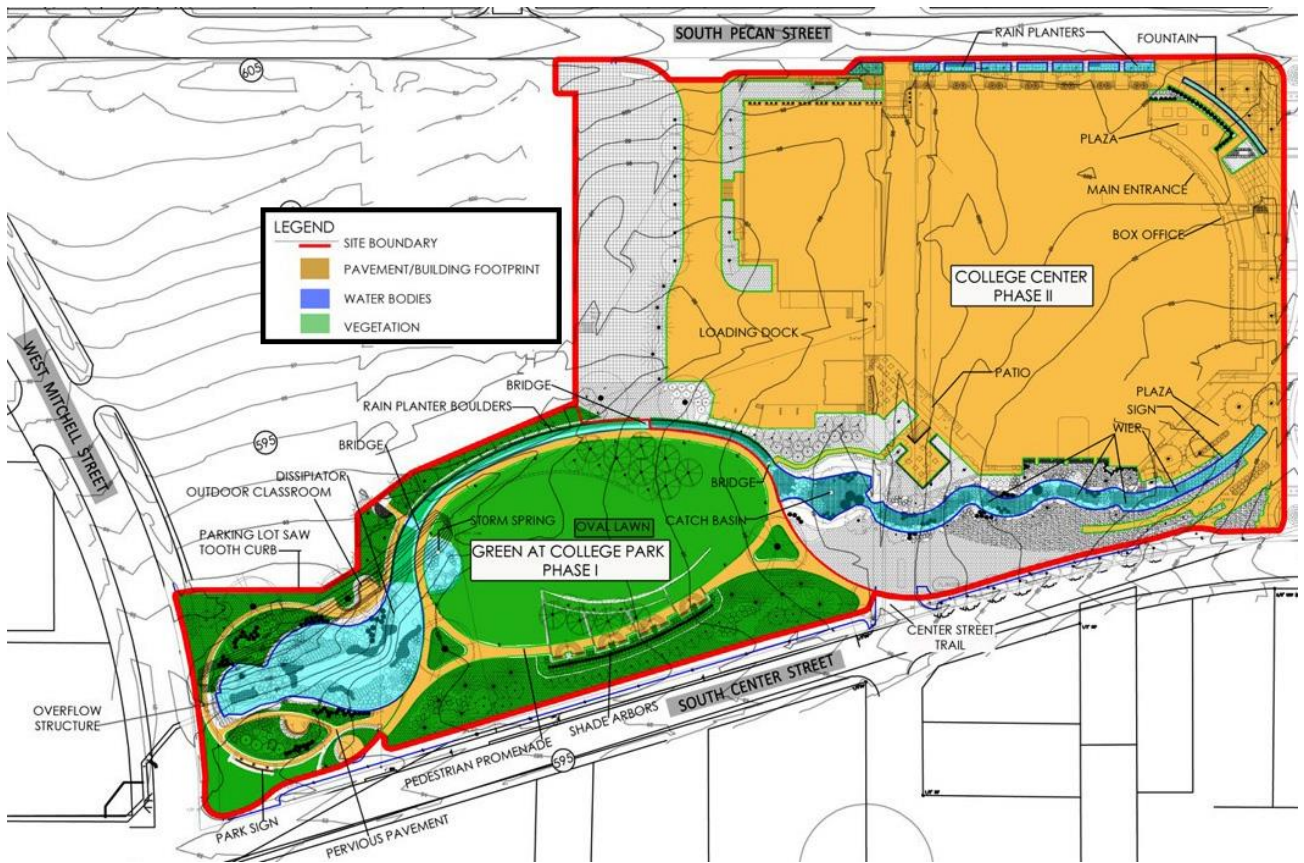 SOUTH PECAN STREET
RAIN PLANTERS
FOUNTAIN
605
PLAZA
MAIN ENTRANCE
BOX OFFICE
LEGEND
SITE BOUNDARY
PAVEMENT/BUILDING FOOTPRINT
WATER BODIES
VEGETATION
COLLEGE CENTER
PHASE II
LOADING DOCK
WEST MITCHELL STREET
BRIDGE
PATIO
RAIN PLANTER BOULDERS
PLAZA
SIGN
WIER
595
BRIDGE
DISSIPIATOR
OUTDOOR CLASSROOM
BRIDGE
STORM SPRING
OVAL LAWN
CATCH BASIN
PARKING LOT SAW
TOOTH CURB
GREEN AT COLLEGE PARK
PHASE I
CENTER STREET
TRAIL
SOUTH CENTER STREET
OVERFLOW
STRUCTURE
SHADE ARBORS
PEDESTRIAN PROMENADE
595
PARK SIGN
PERVIOUS PAVEMENT